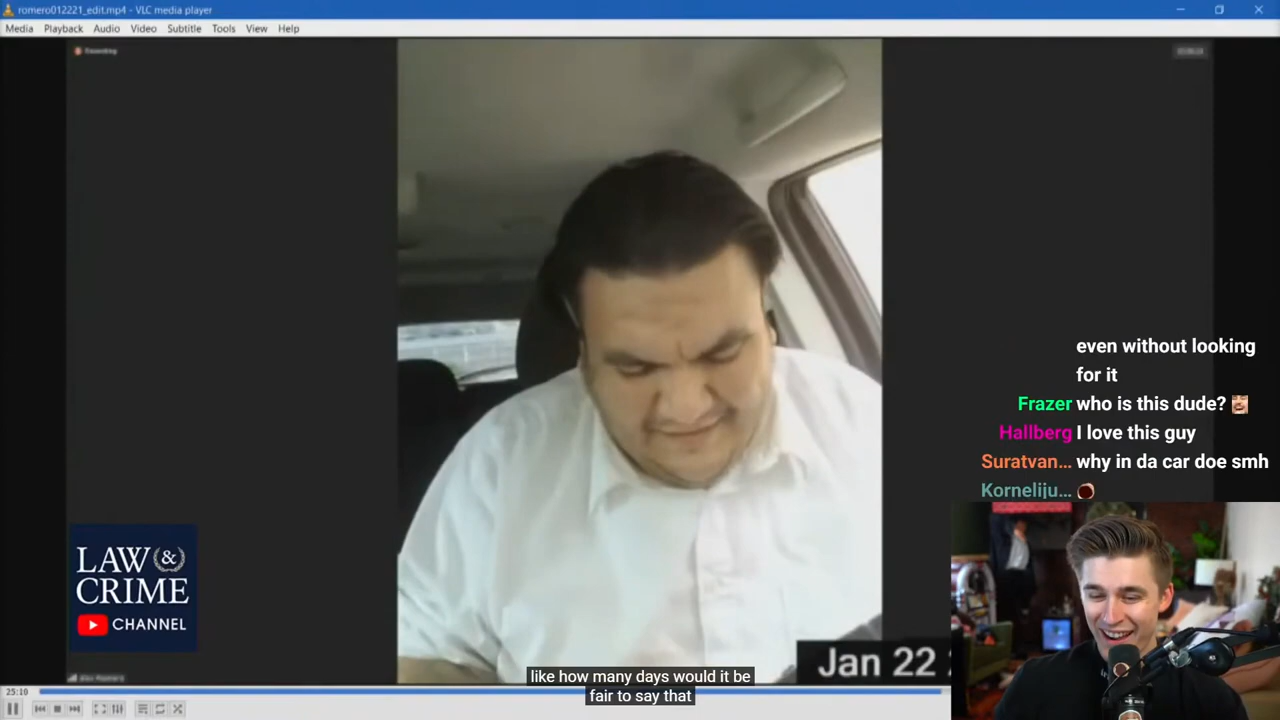 romero012221_edit.mp4 - VLC media player
Media Playback Audio Video Subtitle Tools View Help
even without looking
for it
Frazer who is this dude?
Hallberg I love this guy
Suratvan... why in da car doe smh
Korneliju...
LAW &
CRIME
CHANNEL
Jan 22
like how many days would it be
fair to say that
25:10